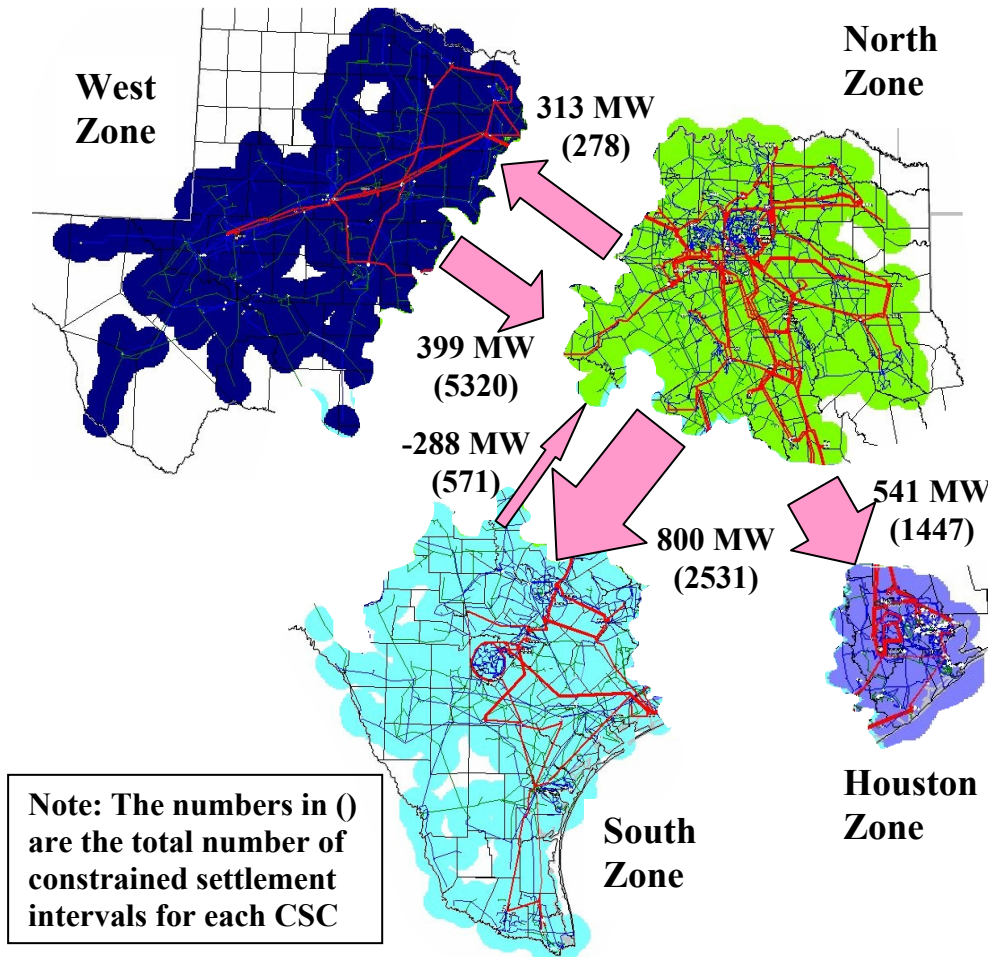 West
Zone
North
Zone
313 MW
(278)
399 MW
(5320)
-288 MW
(571)
800 MW
(2531)
541 MW
(1447)
Note: The numbers in ()
are the total number of
constrained settlement
intervals for each CSC
South
Zone
Houston
Zone